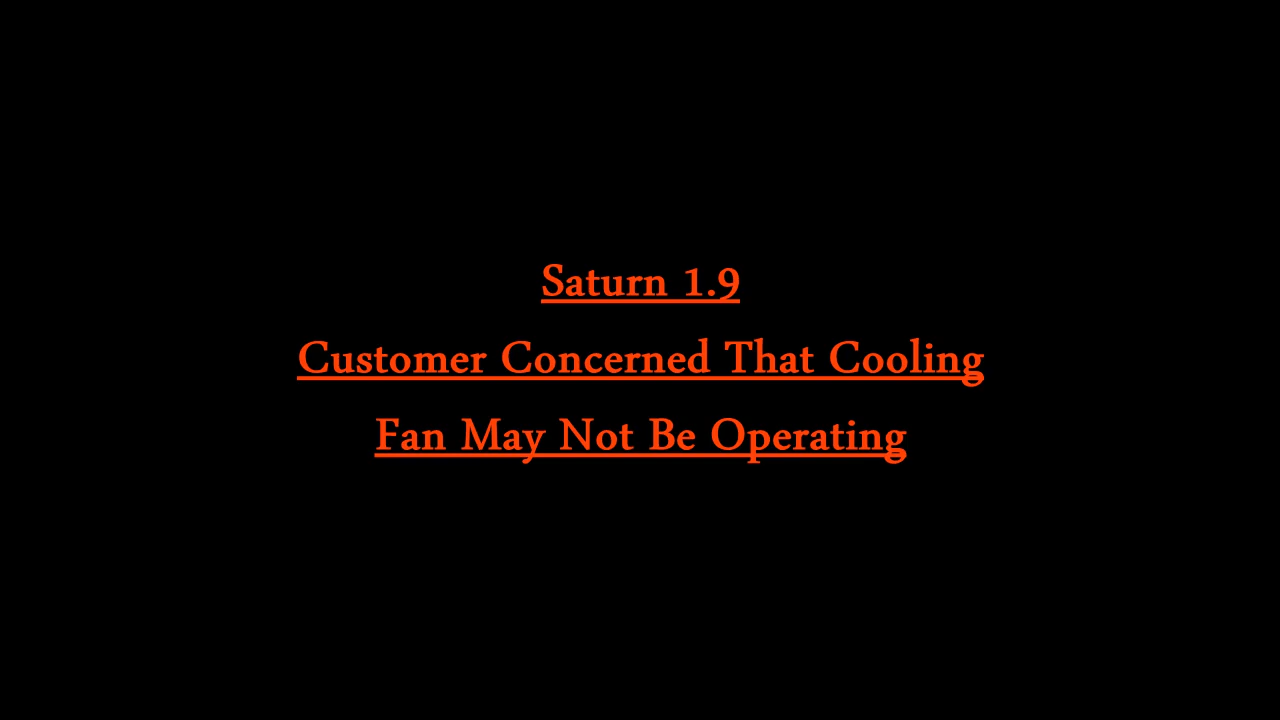 Saturn 1.9
Customer Concerned That Cooling
Fan May Not Be Operating